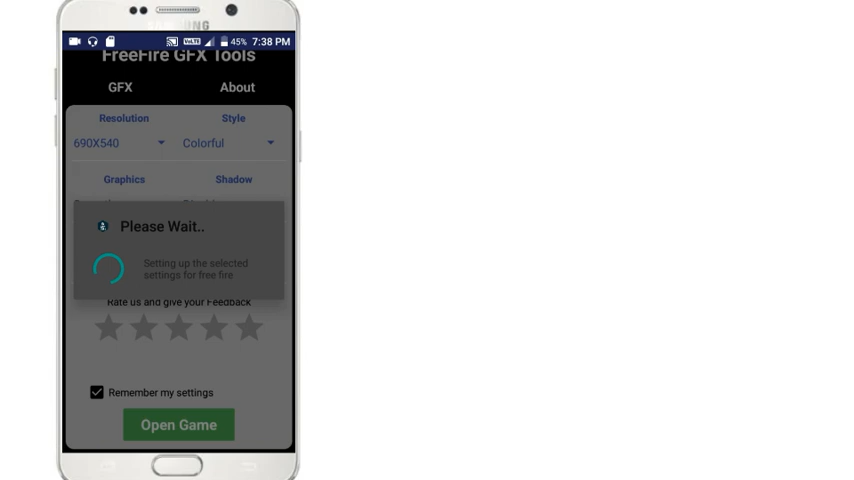 SAMSUNG
45% 7:38 PM
FreeFire GFX Tools
GFX About
Resolution Style
690X540 Colorful
Graphics Shadow
Please Wait..
Setting up the selected
settings for free fire
Rate us and give your Feedback
Remember my settings
Open Game